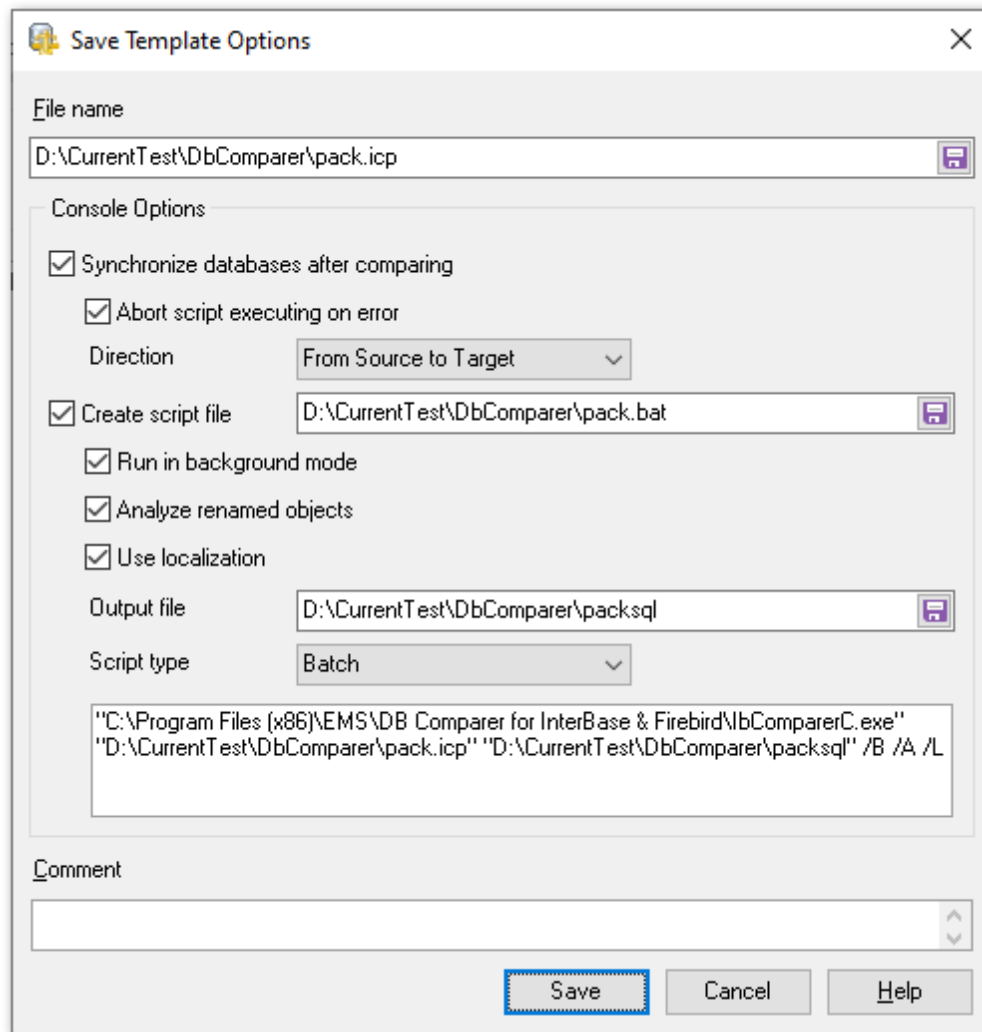 Save Template Options
File name
D:\CurrentTest\DbComparer\pack.icp
Console Options
Synchronize databases after comparing
Abort script executing on error
Direction From Source to Target
Create script file D:\CurrentTest\DbComparer\pack.bat
Run in background mode
Analyze renamed objects
Use localization
Output file D:\CurrentTest\DbComparer\packsql
Script type Batch
"C:\Program Files (x86)\EMS\DB Comparer for InterBase & Firebird\IbComparerC.exe"
"D:\CurrentTest\DbComparer\pack.icp" "D:\CurrentTest\DbComparer\packsql" /B /A /L
Comment
Save Cancel Help